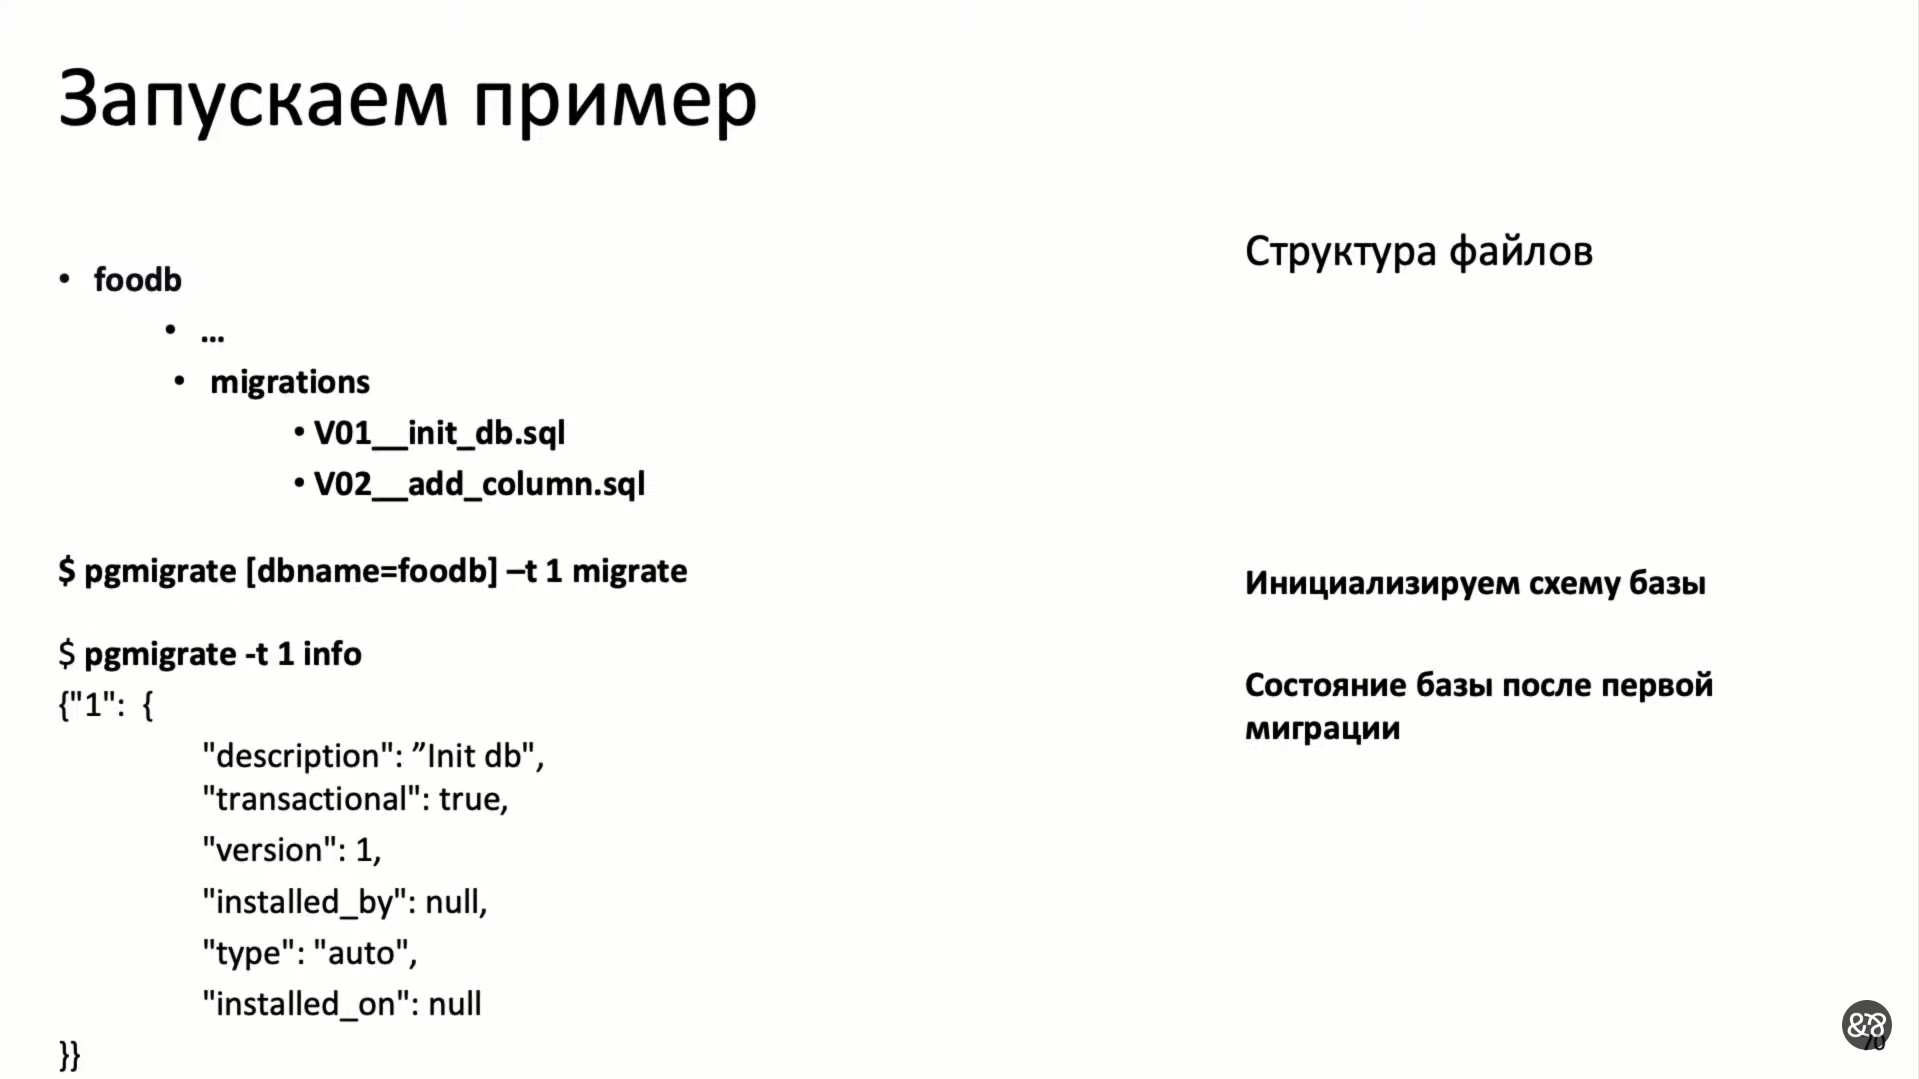 Запускаем пример
• foodb
Структура файлов
• ...
• migrations
• V01__init_db.sql
• V02__add_column.sql
$ pgmigrate [dbname=foodb] –t 1 migrate
Инициализируем схему базы
$ pgmigrate -t 1 info
Состояние базы после первой
миграции
{"1": {
"description": ”Init db",
"transactional": true,
"version": 1,
"installed_by": null,
"type": "auto",
"installed_on": null
}}
70